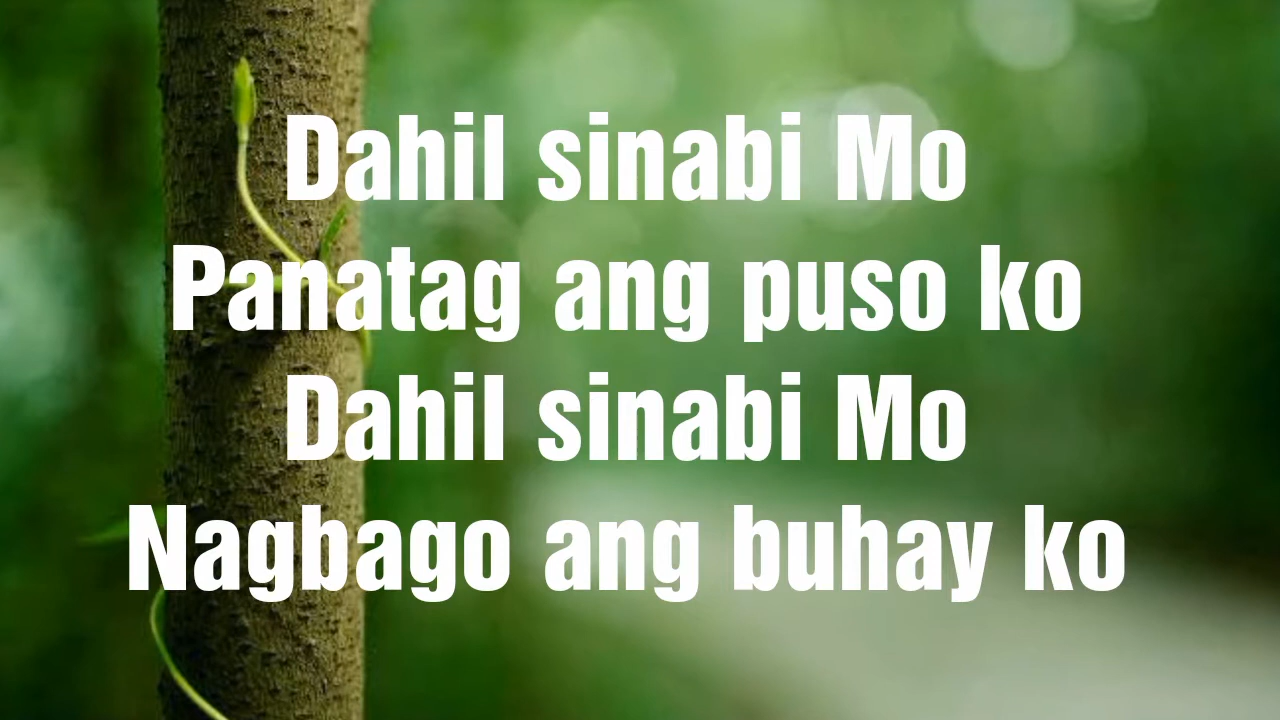 Dahil sinabi Mo
Panatag ang puso ko
Dahil sinabi Mo
Nagbago ang buhay ko